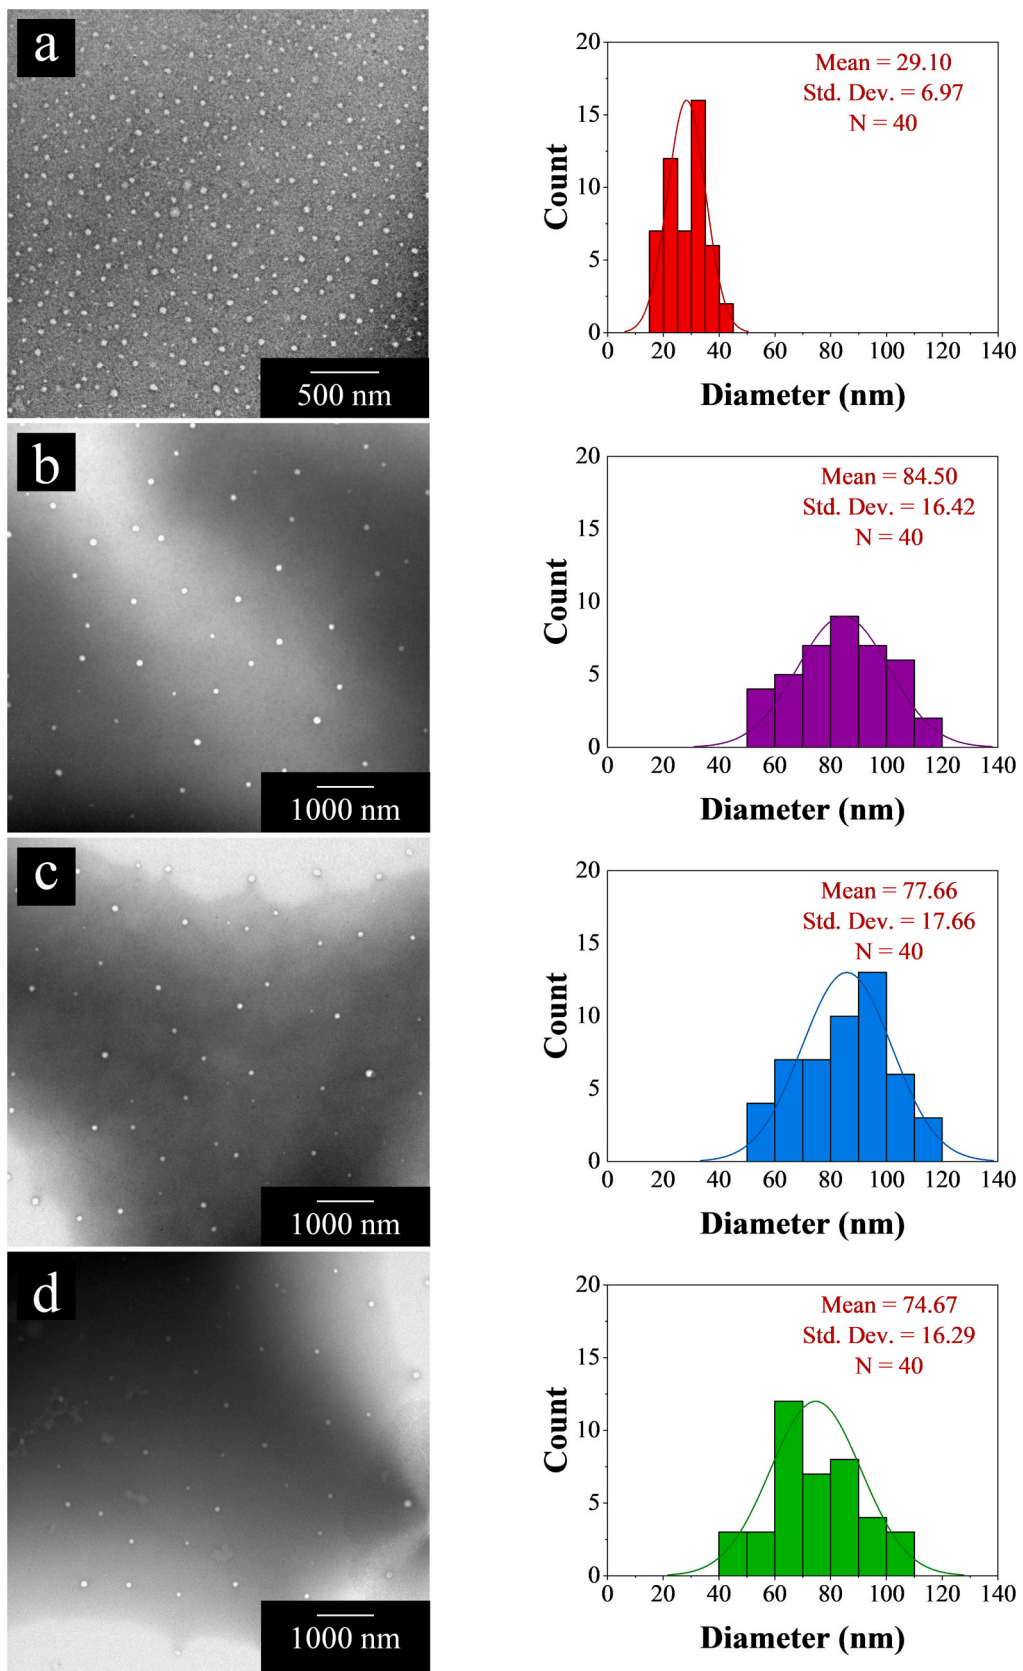 a
500 nm
20
15
10
5
0
Count
Mean = 29.10
Std. Dev. = 6.97
N = 40
0 20 40 60 80 100 120 140
Diameter (nm)
b
1000 nm
20
15
10
5
0
Count
Mean = 84.50
Std. Dev. = 16.42
N = 40
0 20 40 60 80 100 120 140
Diameter (nm)
c
1000 nm
20
15
10
5
0
Count
Mean = 77.66
Std. Dev. = 17.66
N = 40
0 20 40 60 80 100 120 140
Diameter (nm)
d
1000 nm
20
15
10
5
0
Count
Mean = 74.67
Std. Dev. = 16.29
N = 40
0 20 40 60 80 100 120 140
Diameter (nm)